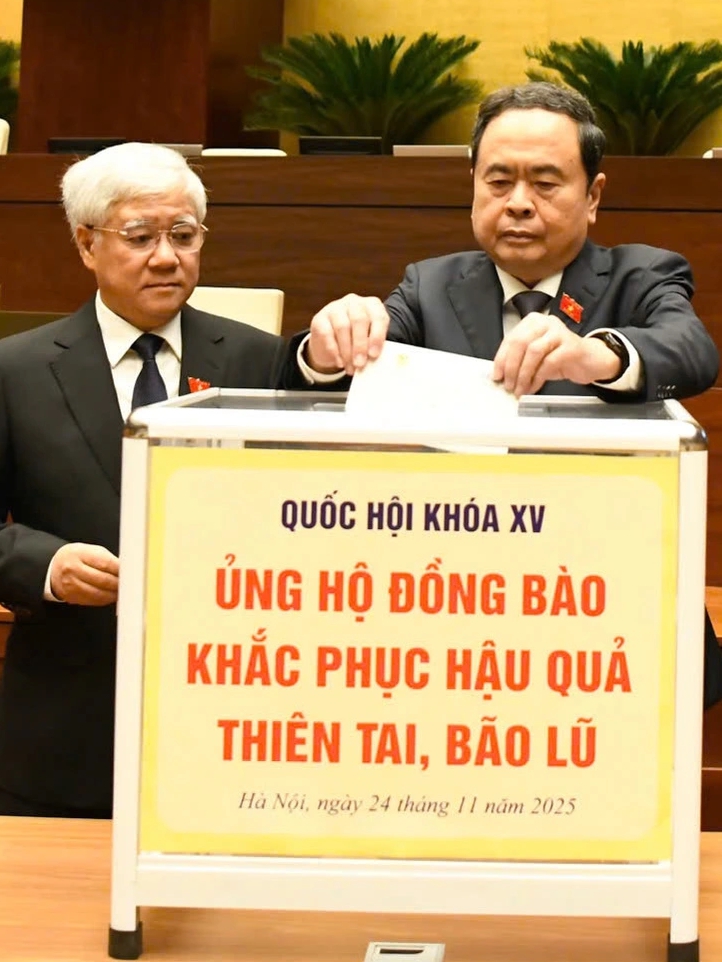 QUỐC HỘI KHÓA XV
ỦNG HỘ ĐỒNG BÀO
KHẮC PHỤC HẬU QUẢ
THIÊN TAI, BÃO LŨ
Hà Nội, ngày 24 tháng 11 năm 2025